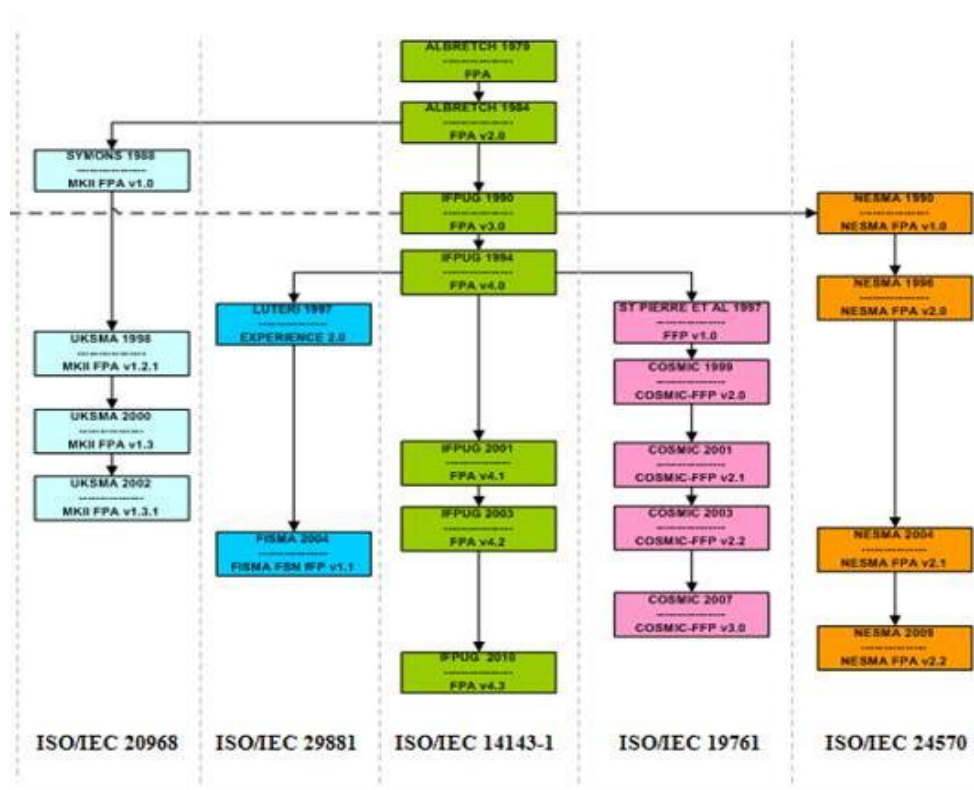 ALBRETCH 1979
FPA
ALBRETCH 1984
FPA v2.0
SYMONS 1988
MKII FPA v1.0
IFPUG 1990
FPA v3.0
NESMA 1990
NESMA FPA v1.0
IFPUG 1994
FPA v4.0
NESMA 1996
NESMA FPA v2.0
LUTERI 1997
EXPERIENCE 2.0
ST PIERRE ET AL 1997
FFP v1.0
UKSMA 1998
MKII FPA v1.2.1
COSMIC 1999
COSMIC-FFP v2.0
UKSMA 2000
MKII FPA v1.3
IFPUG 2001
FPA v4.1
COSMIC 2001
COSMIC-FFP v2.1
UKSMA 2002
MKII FPA v1.3.1
IFPUG 2003
FPA v4.2
COSMIC 2003
COSMIC-FFP v2.2
FISMA 2004
FISMA FSN fFP v1.1
NESMA 2004
NESMA FPA v2.1
COSMIC 2007
COSMIC-FFP v3.0
NESMA 2009
NESMA FPA v2.2
IFPUG 2010
FPA v4.3
ISO/IEC 20968
ISO/IEC 29881
ISO/IEC 14143-1
ISO/IEC 19761
ISO/IEC 24570